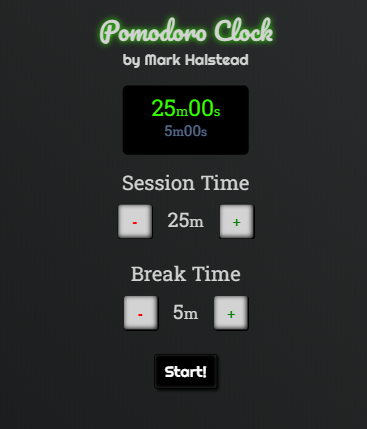 Pomodoro Clock
by Mark Halstead
25m00s
5m00s
Session Time
- 25m +
Break Time
- 5m +
Start!